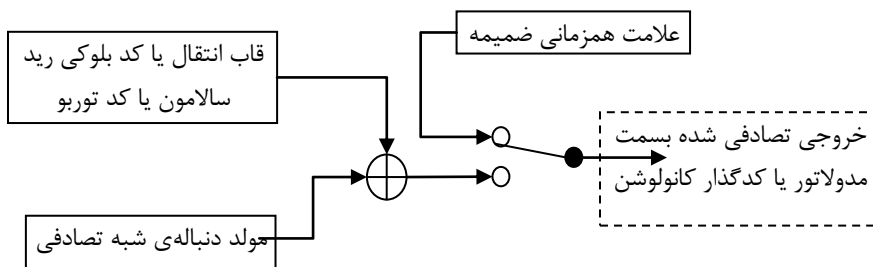 علامت همزمانی ضمیمه
قاب انتقال یا کد بلوکی رید
سالامون یا کد توربو
خروجی تصادفی شده بسمت
مدولاتور یا کدگذار کانولوشن
مولد دنباله‌ی شبه تصادفی